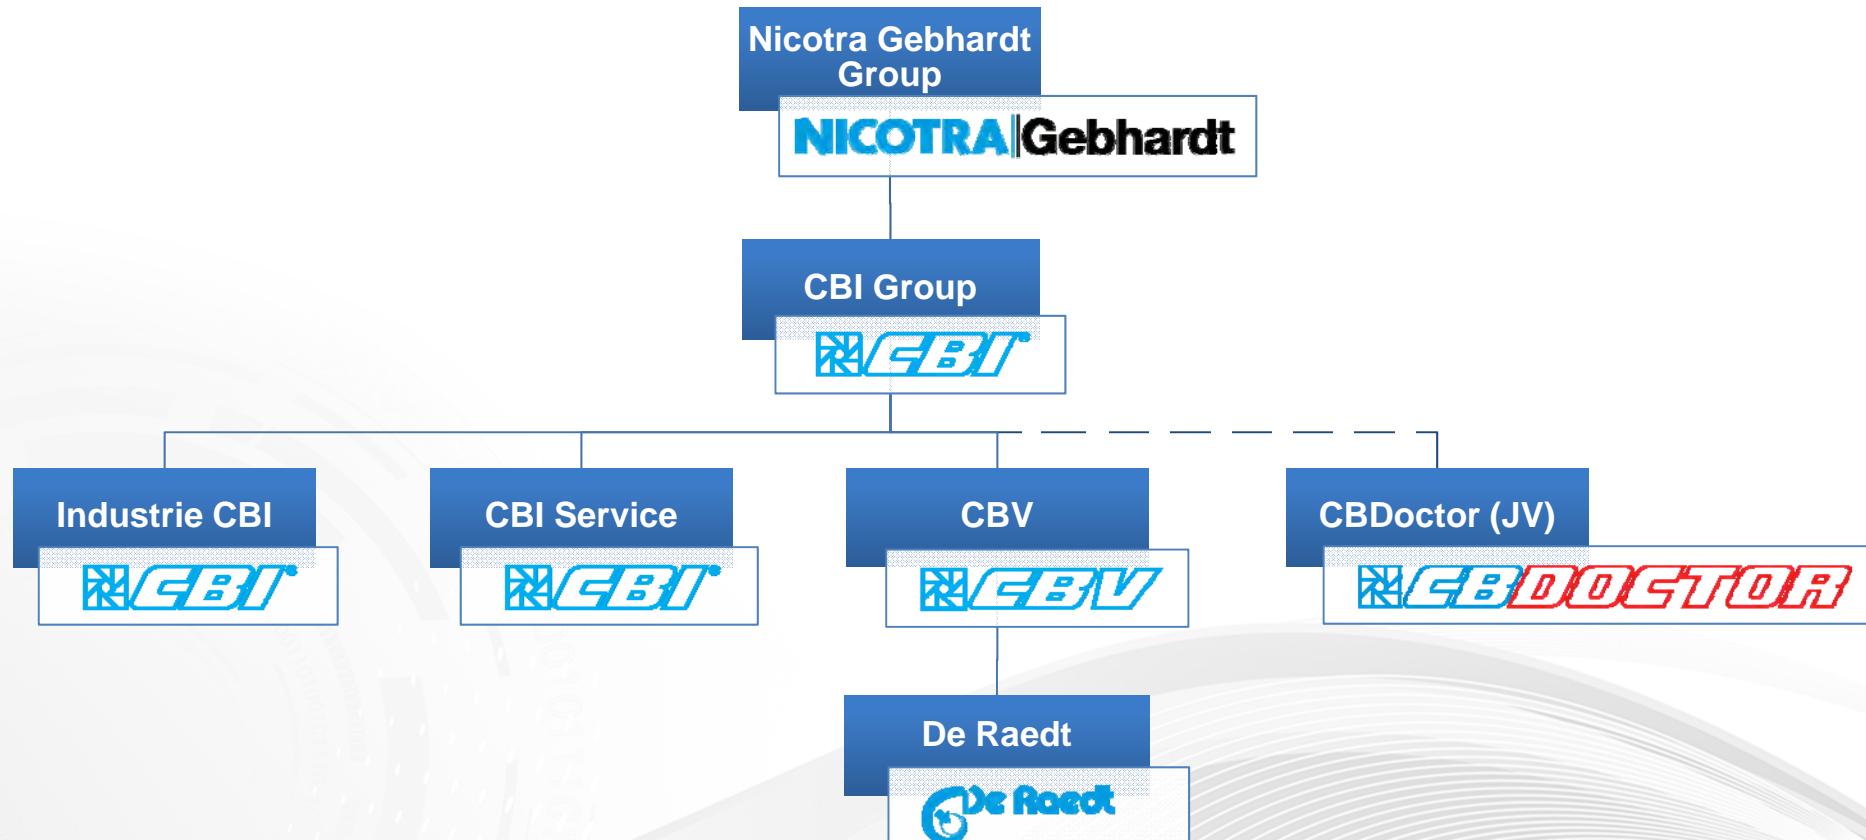 Nicotra Gebhardt
Group
NICOTRA Gebhardt
CBI Group
CBI®
Industrie CBI
CBI®
CBI Service
CBI®
CBV
CBV
CBDoctor (JV)
CBDOCTOR
De Raedt
De Raedt